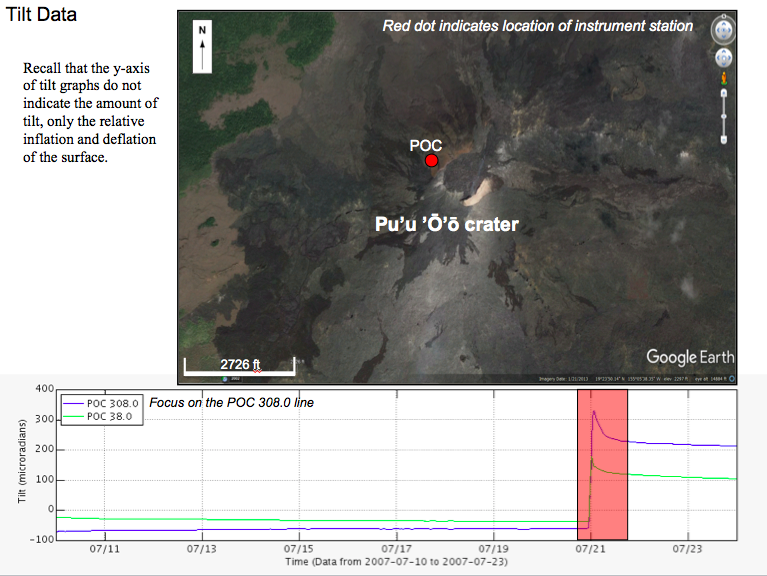 Tilt Data
Recall that the y-axis
of tilt graphs do not
indicate the amount of
tilt, only the relative
inflation and deflation
of the surface.
N
Red dot indicates location of instrument station
POC
Pu'u 'Ō'ō crater
2726 ft
Google Earth
Focus on the POC 308.0 line
POC 308.0
POC 38.0
Tilt (microradians)
400
300
200
100
0
-100
07/11 07/13 07/15 07/17 07/19 07/21 07/23
Time (Data from 2007-07-10 to 2007-07-23)